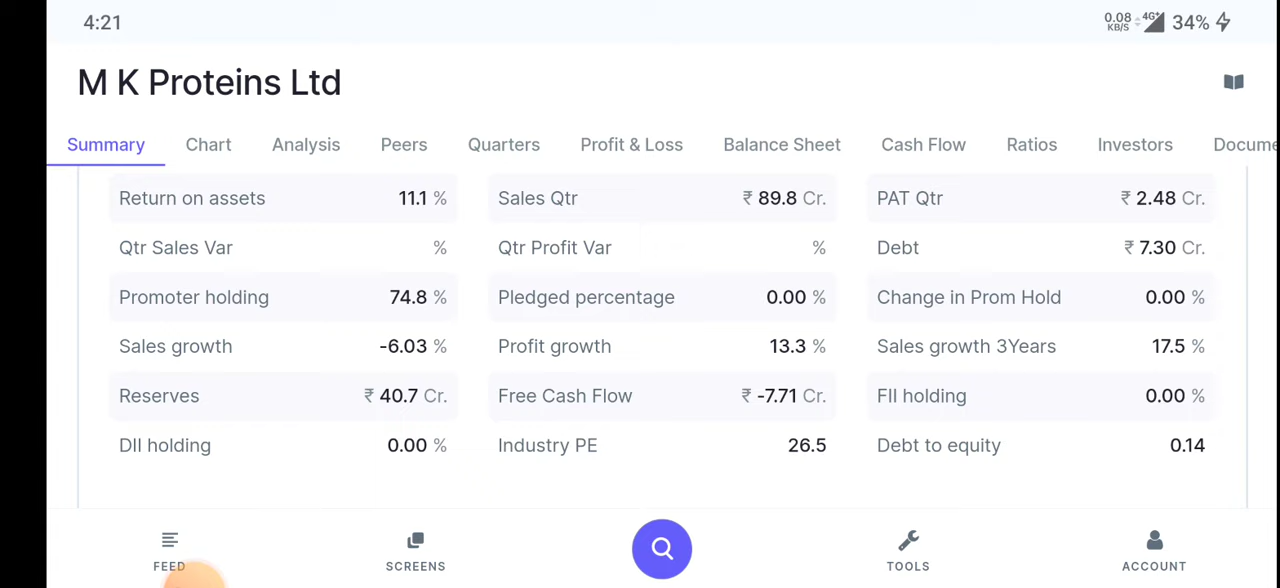 4:21 0.08 KB/S 4G+ 34%
M K Proteins Ltd
Summary Chart Analysis Peers Quarters Profit & Loss Balance Sheet Cash Flow Ratios Investors Docume
Return on assets 11.1 % Sales Qtr ₹ 89.8 Cr. PAT Qtr ₹ 2.48 Cr.
Qtr Sales Var % Qtr Profit Var % Debt ₹ 7.30 Cr.
Promoter holding 74.8 % Pledged percentage 0.00 % Change in Prom Hold 0.00 %
Sales growth -6.03 % Profit growth 13.3 % Sales growth 3Years 17.5 %
Reserves ₹ 40.7 Cr. Free Cash Flow ₹ -7.71 Cr. FII holding 0.00 %
DII holding 0.00 % Industry PE 26.5 Debt to equity 0.14
FEED SCREENS TOOLS ACCOUNT